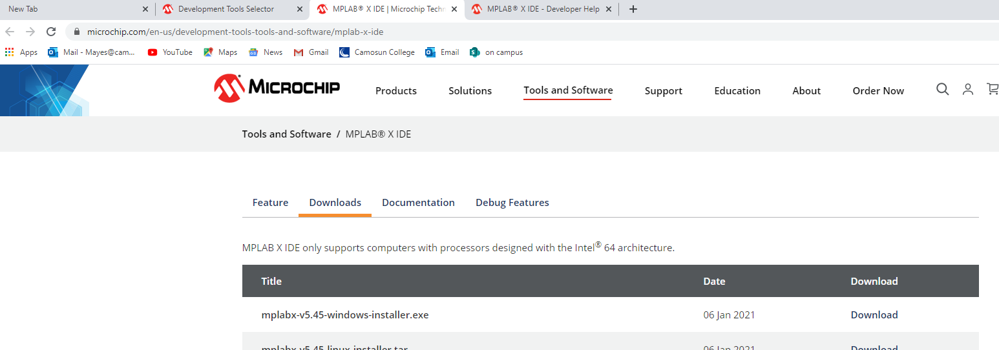 New Tab
Development Tools Selector
MPLAB® X IDE | Microchip Techn
MPLAB® X IDE - Developer Help
microchip.com/en-us/development-tools-tools-and-software/mplab-x-ide
Apps Mail - Mayes@cam... YouTube Maps News Gmail Camosun College Email on campus
MICROCHIP
Products Solutions Tools and Software Support Education About Order Now
Tools and Software / MPLAB® X IDE
Feature Downloads Documentation Debug Features
MPLAB X IDE only supports computers with processors designed with the Intel® 64 architecture.
Title Date Download
mplabx-v5.45-windows-installer.exe 06 Jan 2021 Download
mplabx-v5.45-linux-installer.tar 06 Jan 2021 Download